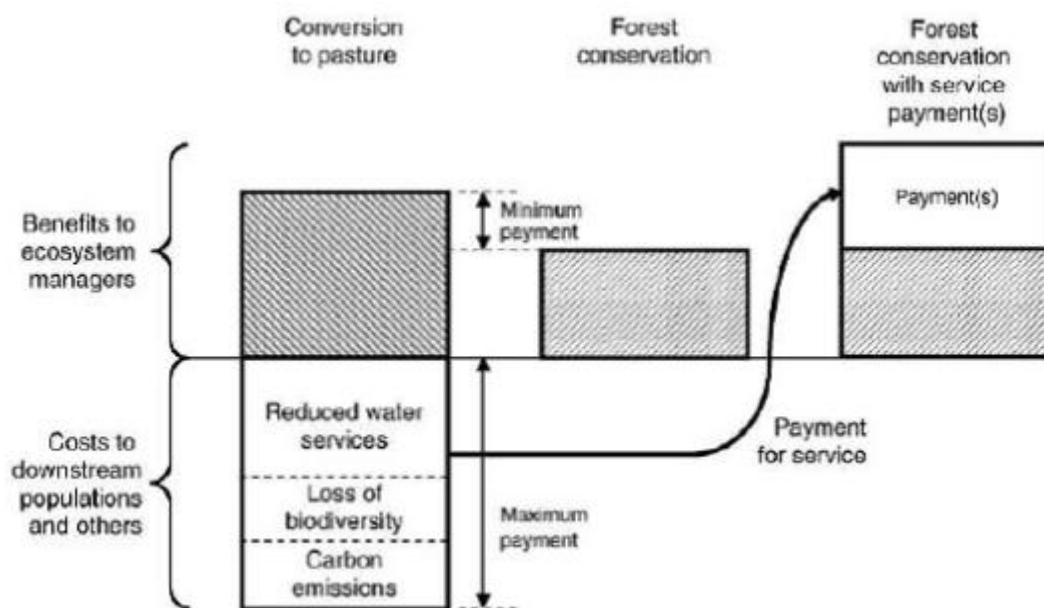 Conversion
to pasture
Forest
conservation
Forest
conservation
with service
payment(s)
Benefits to
ecosystem
managers
Minimum
payment
Payment(s)
Costs to
downstream
populations
and others
Reduced water
services
Loss of
biodiversity
Carbon
emissions
Maximum
payment
Payment
for service